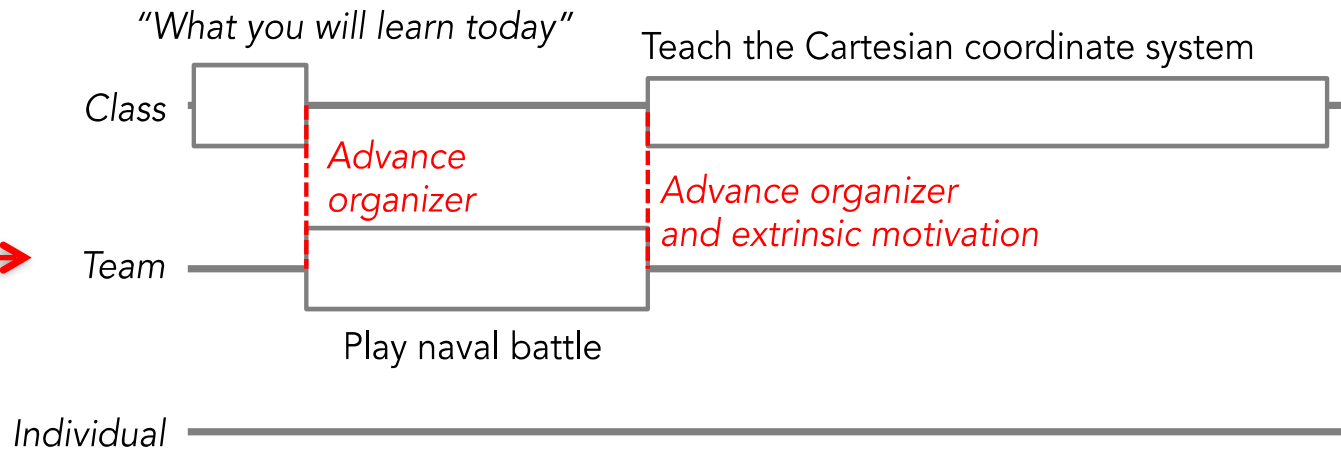 “What you will learn today”
Teach the Cartesian coordinate system
Class
Advance
organizer
Advance organizer
and extrinsic motivation
Team
Play naval battle
Individual